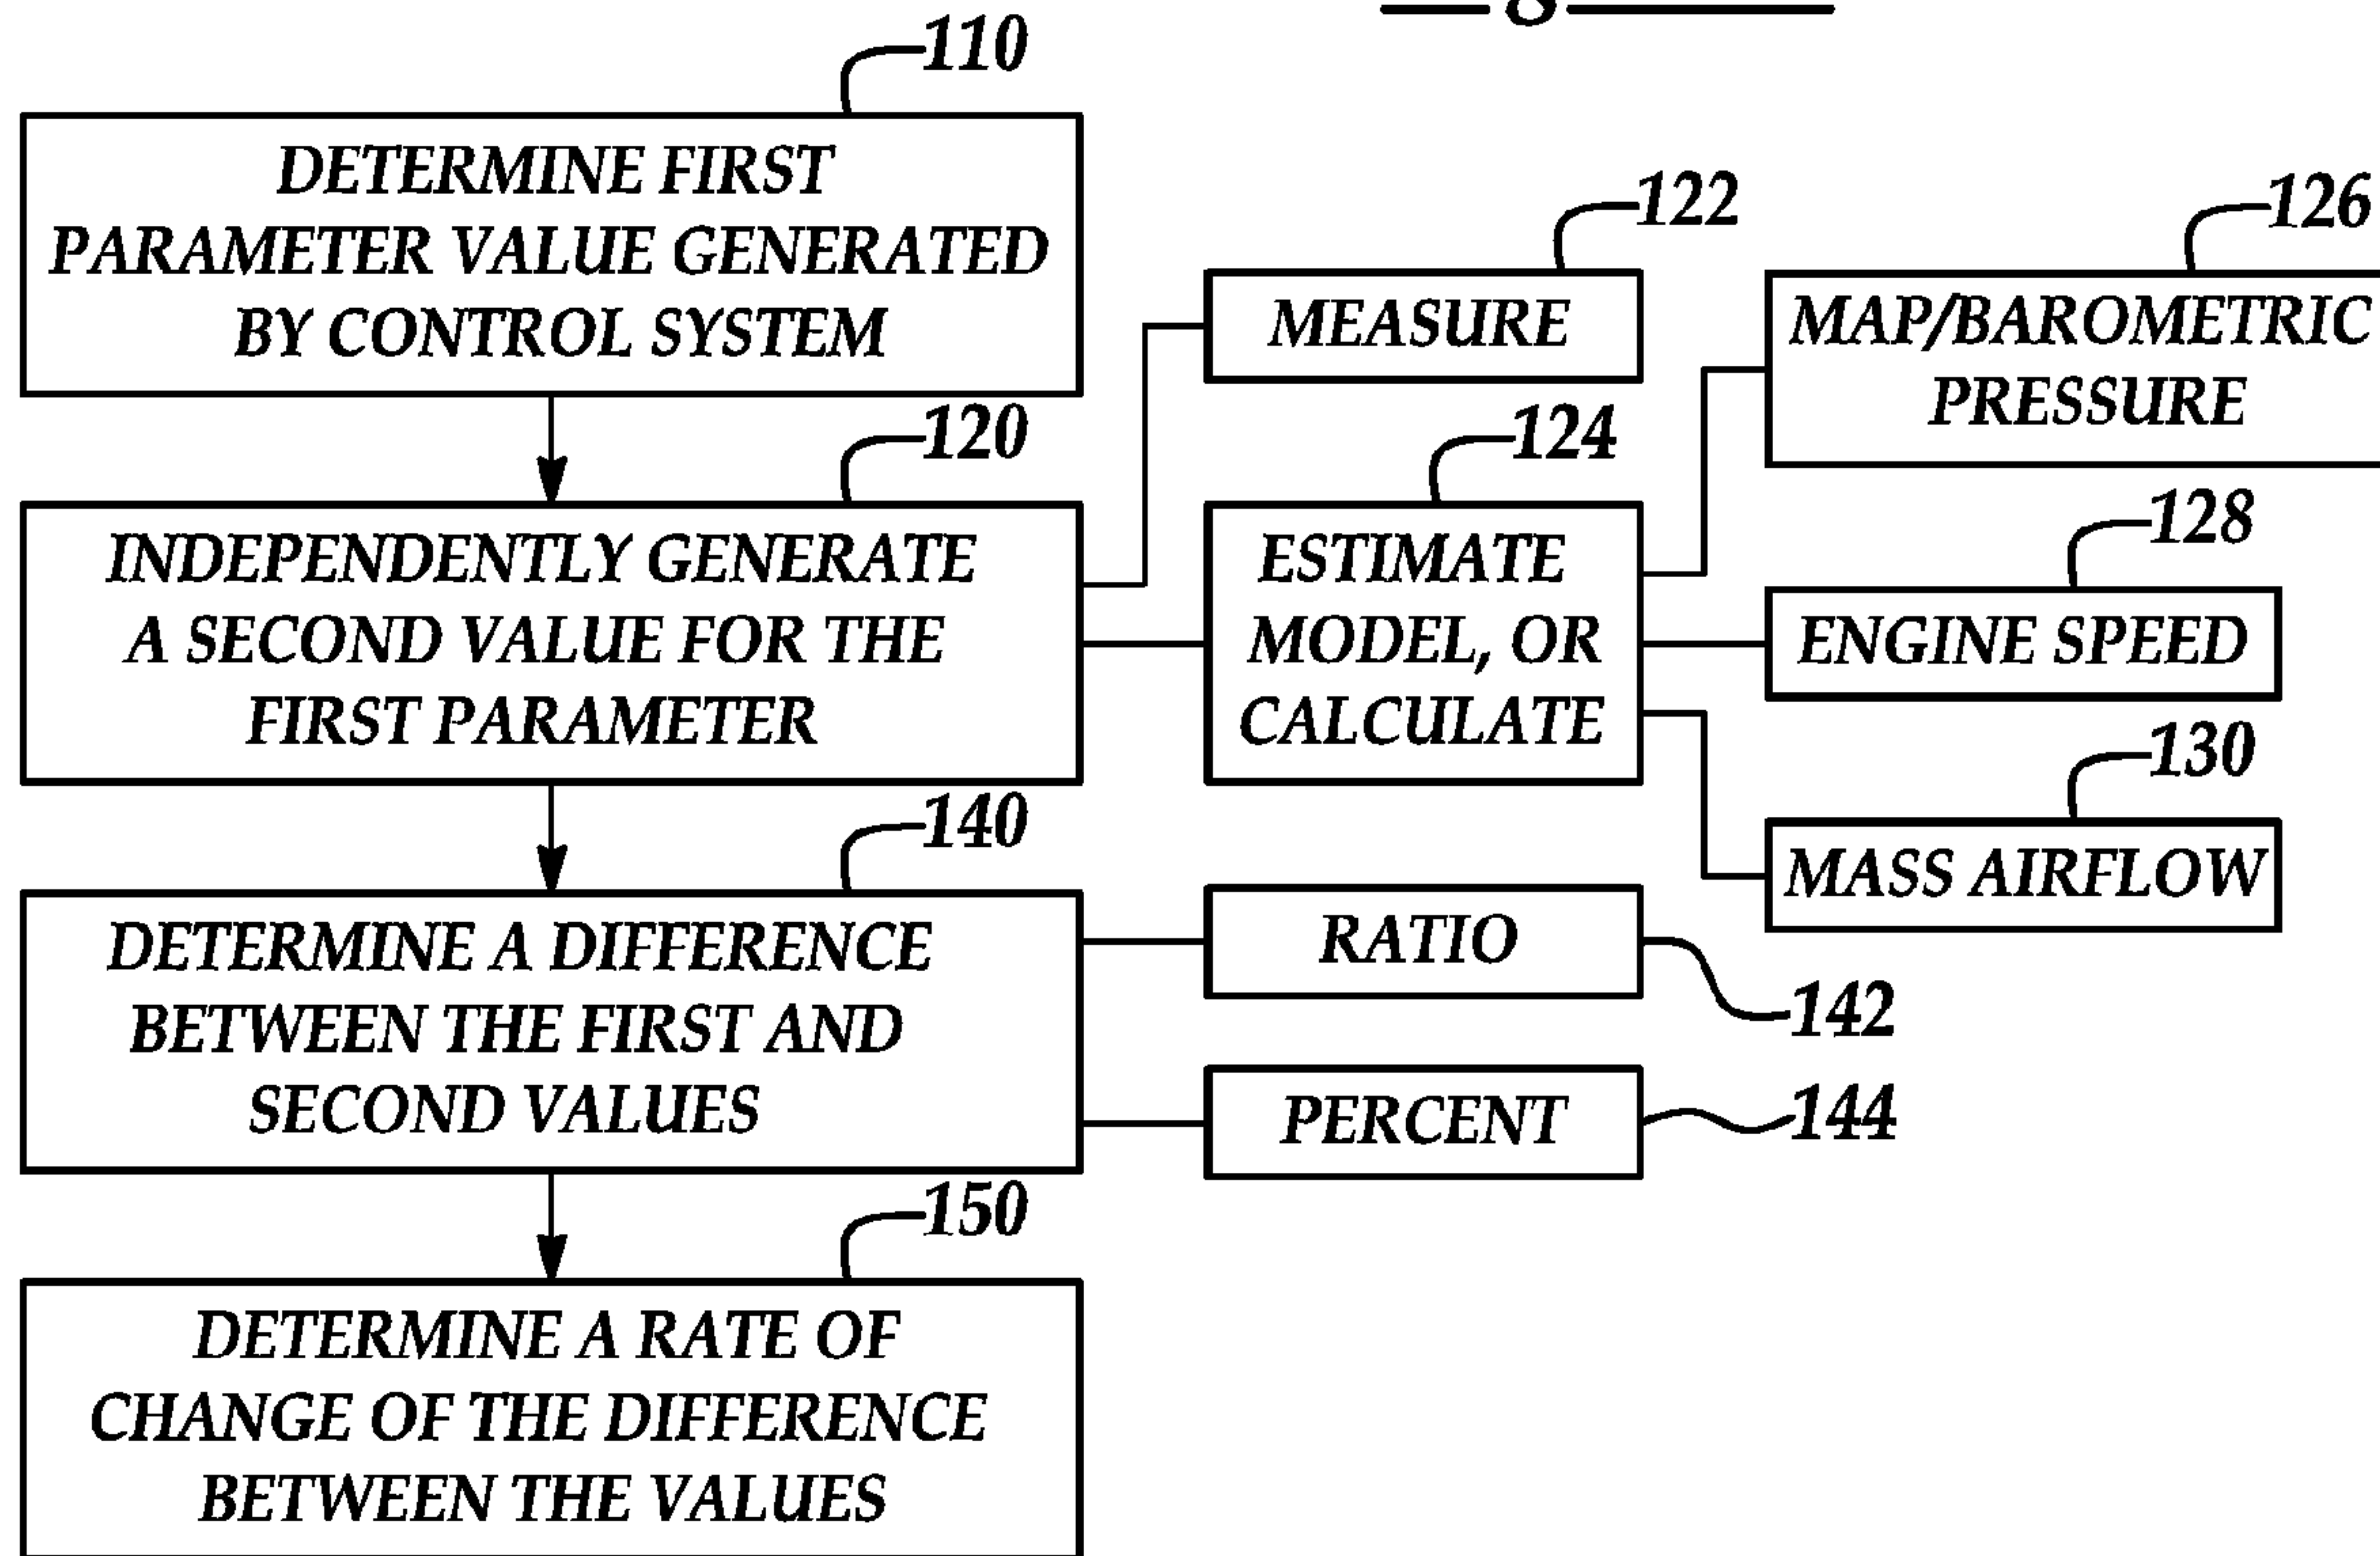 110
DETERMINE FIRST
PARAMETER VALUE GENERATED
BY CONTROL SYSTEM
120
INDEPENDENTLY GENERATE
A SECOND VALUE FOR THE
FIRST PARAMETER
122
MEASURE
124
ESTIMATE
MODEL, OR
CALCULATE
126
MAP/BAROMETRIC
PRESSURE
128
ENGINE SPEED
130
MASS AIRFLOW
140
DETERMINE A DIFFERENCE
BETWEEN THE FIRST AND
SECOND VALUES
RATIO
142
PERCENT
144
150
DETERMINE A RATE OF
CHANGE OF THE DIFFERENCE
BETWEEN THE VALUES